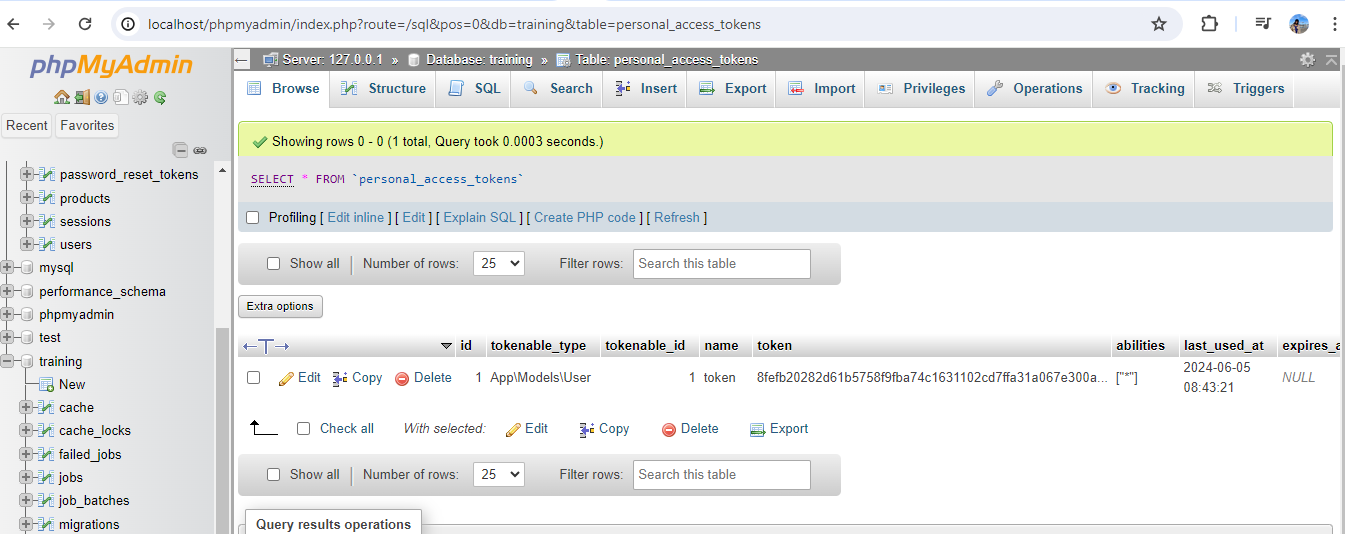 localhost/phpmyadmin/index.php?route=/sql&pos=0&db=training&table=personal_access_tokens
phpMyAdmin
Recent Favorites
password_reset_tokens
products
sessions
users
mysql
performance_schema
phpmyadmin
test
training
New
cache
cache_locks
failed_jobs
jobs
job_batches
migrations
Server: 127.0.0.1 » Database: training » Table: personal_access_tokens
Browse Structure SQL Search Insert Export Import Privileges Operations Tracking Triggers
Showing rows 0 - 0 (1 total, Query took 0.0003 seconds.)
SELECT * FROM `personal_access_tokens`
Profiling [ Edit inline ] [ Edit ] [ Explain SQL ] [ Create PHP code ] [ Refresh ]
Show all Number of rows: 25 Filter rows: Search this table
Extra options
←T→ id tokenable_type tokenable_id name token abilities last_used_at expires_a
Edit Copy Delete 1 App\Models\User 1 token 8fefb20282d61b5758f9fba74c1631102cd7ffa31a067e300a... ["*"] 2024-06-05 NULL
08:43:21
Check all With selected: Edit Copy Delete Export
Show all Number of rows: 25 Filter rows: Search this table
Query results operations